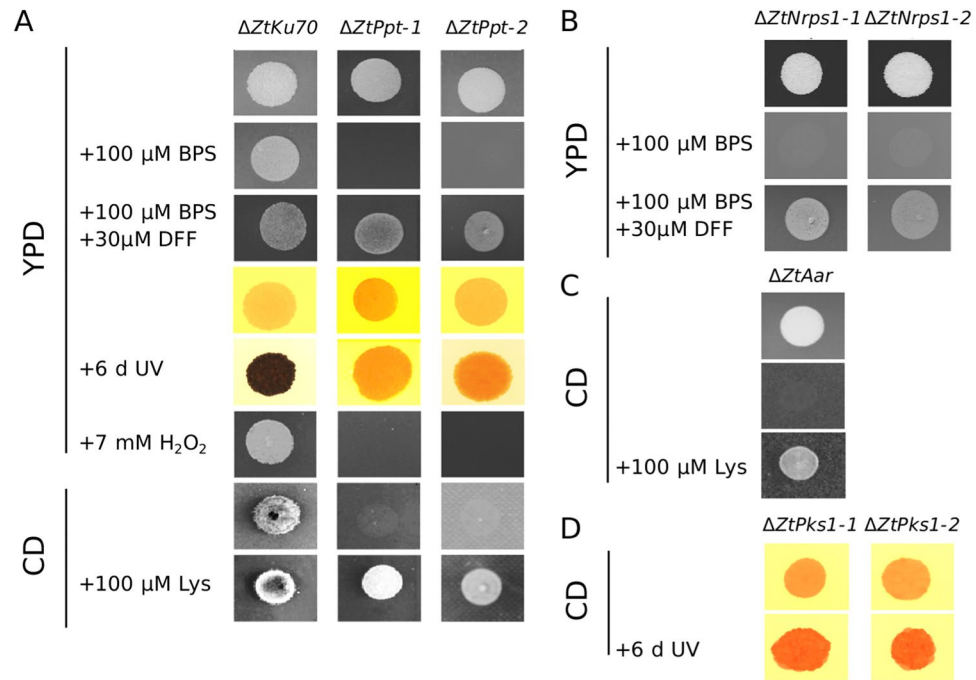 A
ΔZtKu70 ΔZtPpt-1 ΔZtPpt-2
YPD
+100 µM BPS
+100 µM BPS
+30µM DFF
+6 d UV
+7 mM H₂O₂
CD
+100 µM Lys
B
ΔZtNrps1-1 ΔZtNrps1-2
YPD
+100 µM BPS
+100 µM BPS
+30µM DFF
C
ΔZtAar
CD
+100 µM Lys
D
ΔZtPks1-1 ΔZtPks1-2
CD
+6 d UV